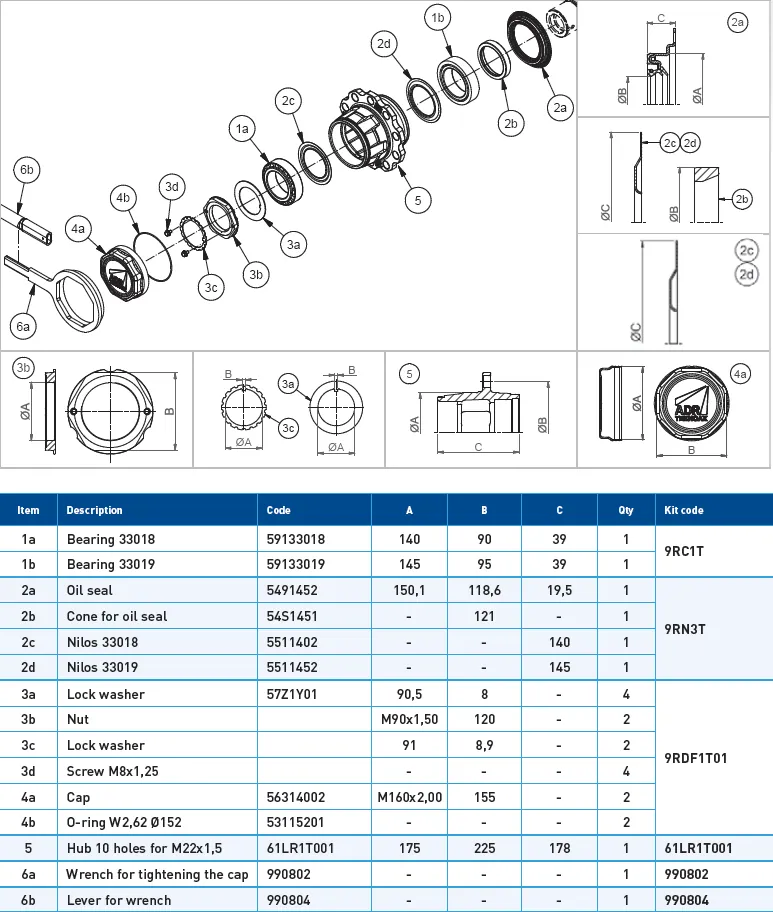 C
2a
ØB
ØA
1b
2d
2a
2b
2c
1a
5
6b
3d
4b
4a
3a
3b
3c
6a
2c 2d
ØC
ØB
2b
2c
2d
ØC
3b
ØA
B
B
3a
B
3c
ØA
ØA
5
ØA
ØB
C
4a
ØA
ADR
B
Item Description Code A B C Qty Kit code
1a Bearing 33018 59133018 140 90 39 1
9RC1T
1b Bearing 33019 59133019 145 95 39 1
2a Oil seal 5491452 150,1 118,6 19,5 1
2b Cone for oil seal 54S1451 - 121 - 1
9RN3T
2c Nilos 33018 5511402 - - 140 1
2d Nilos 33019 5511452 - - 145 1
3a Lock washer 57Z1Y01 90,5 8 - 4
3b Nut M90x1,50 120 - 2
3c Lock washer 91 8,9 - 2
9RDF1T01
3d Screw M8x1,25 - - - 4
4a Cap 56314002 M160x2,00 155 - 2
4b O-ring W2,62 Ø152 53115201 - - - 2
5 Hub 10 holes for M22x1,5 61LR1T001 175 225 178 1 61LR1T001
6a Wrench for tightening the cap 990802 - - - 1 990802
6b Lever for wrench 990804 - - - 1 990804